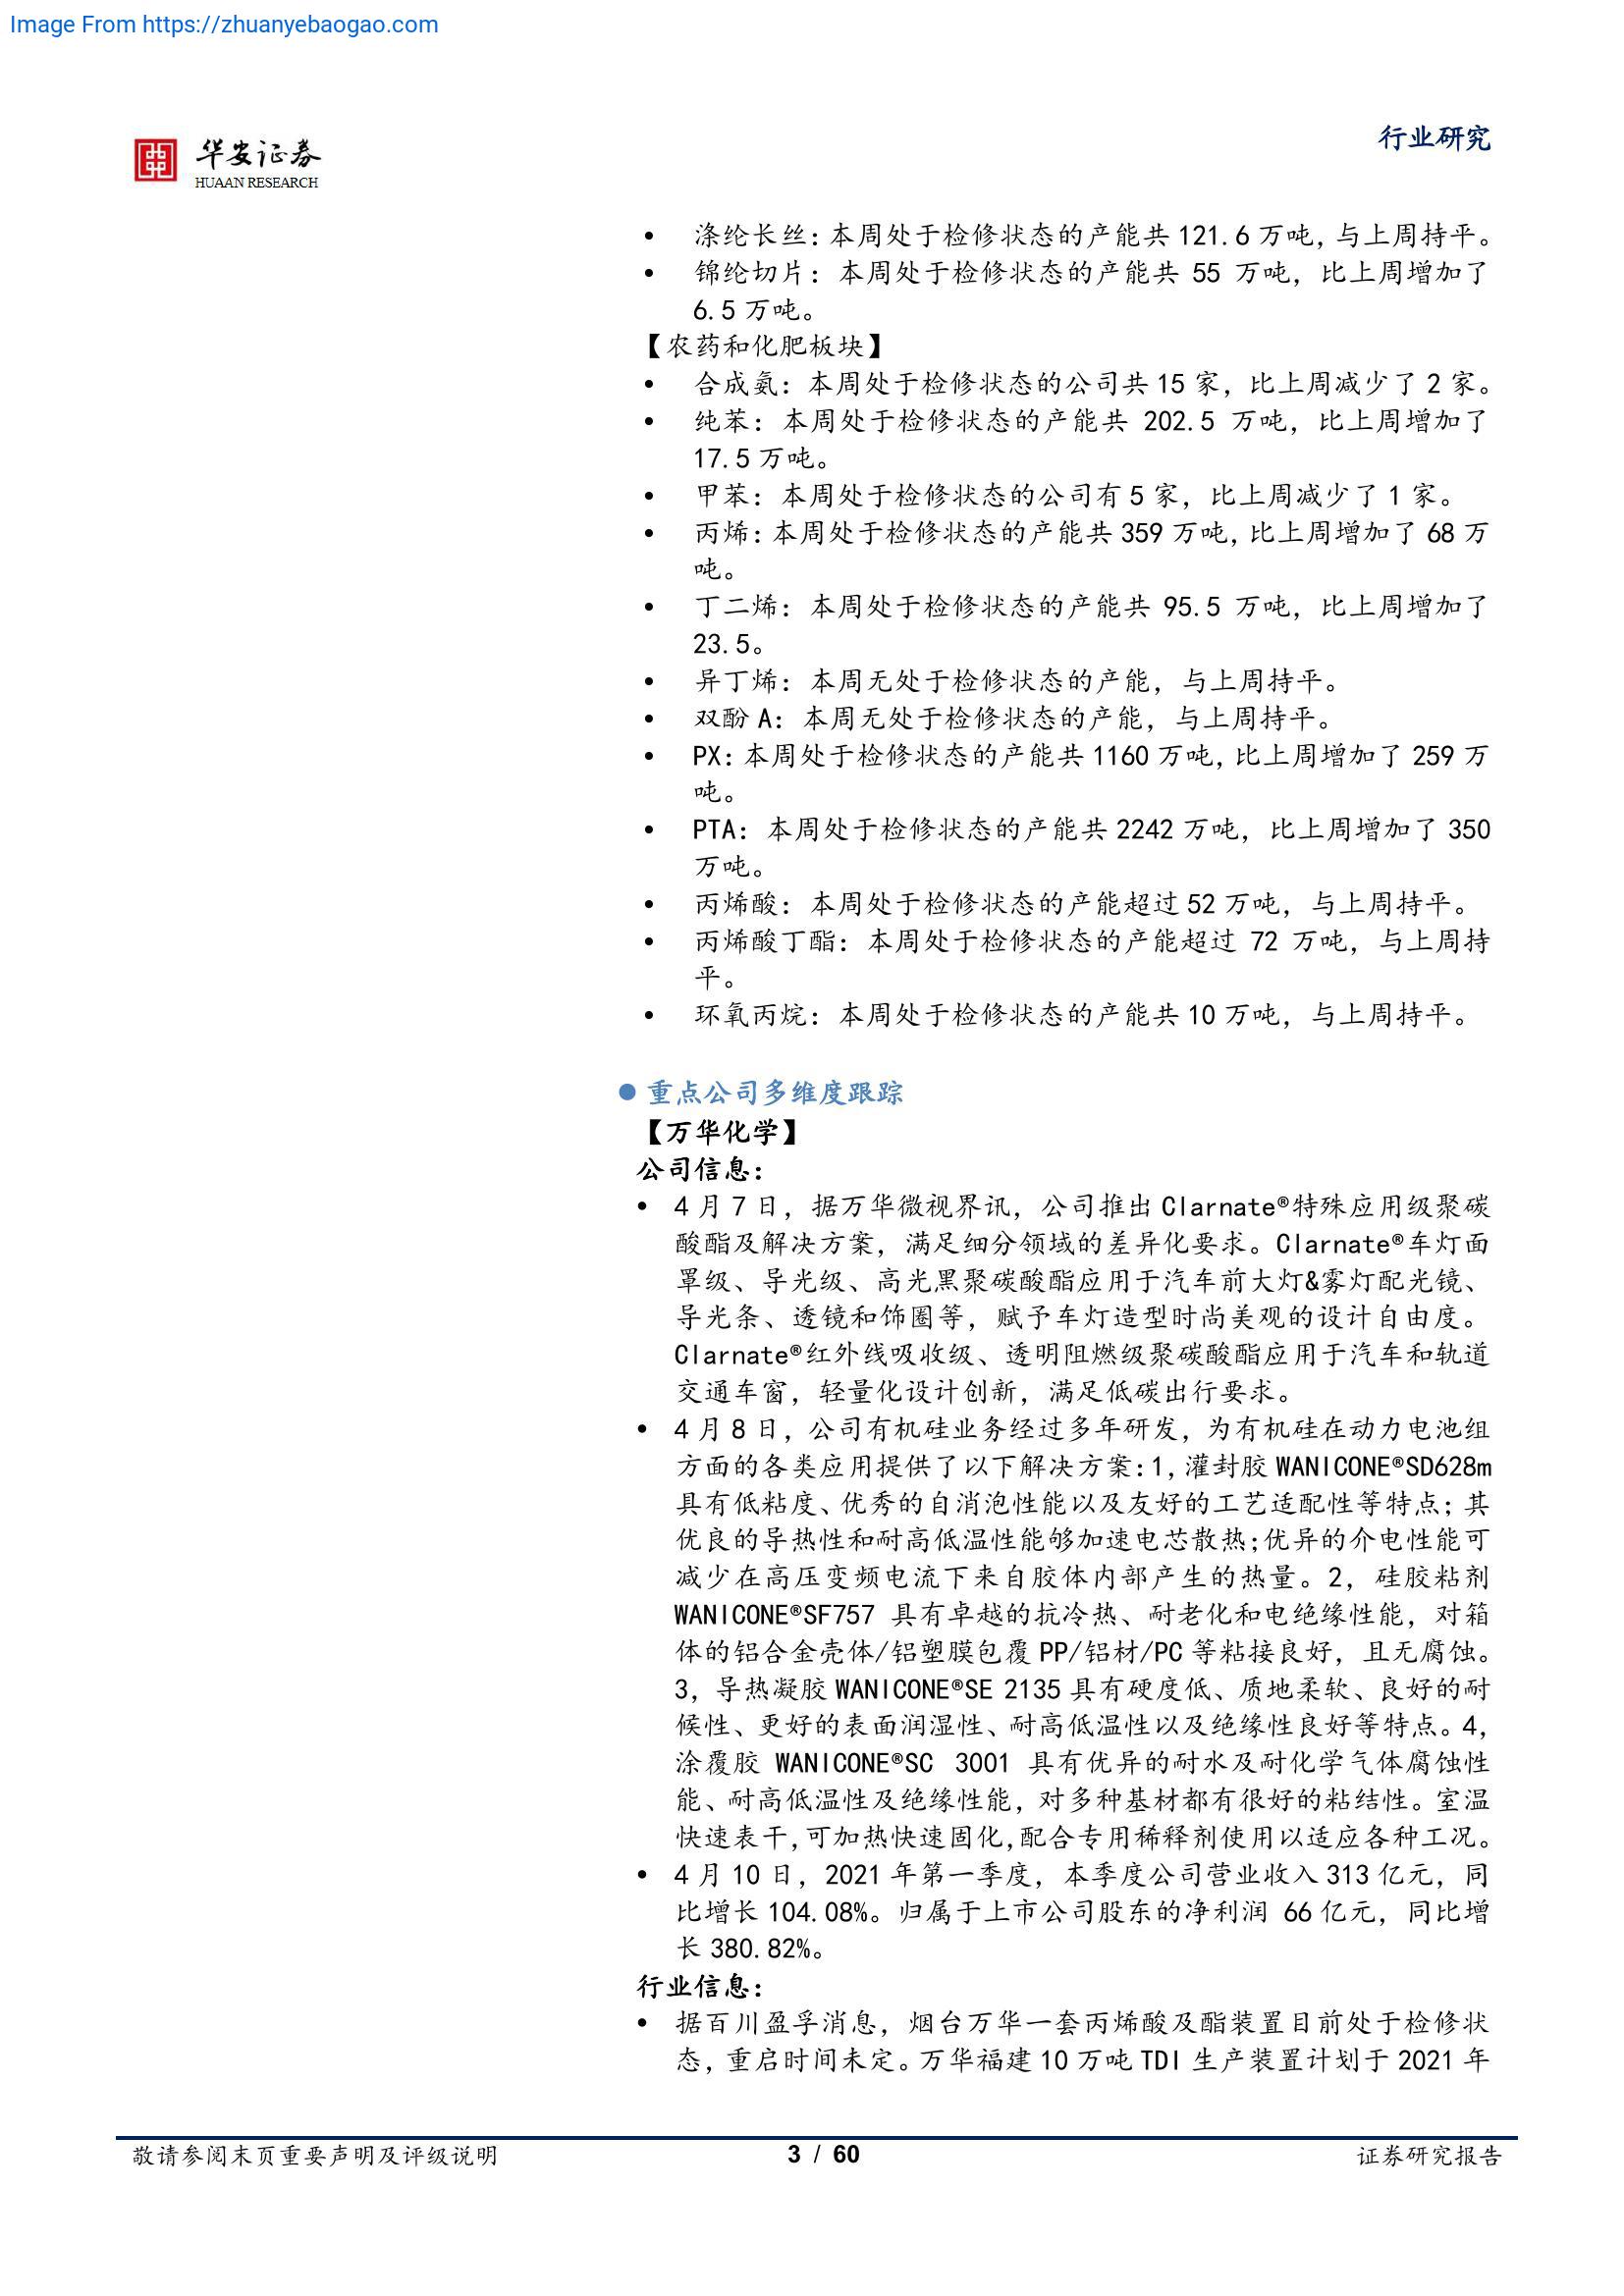 Image From https://zhuanyebaogao.com
华安证券
HUAAN RESEARCH
行业研究
• 涤纶长丝：本周处于检修状态的产能共 121.6 万吨，与上周持平。
• 锦纶切片：本周处于检修状态的产能共 55 万吨，比上周增加了
6.5 万吨。
【农药和化肥板块】
• 合成氨：本周处于检修状态的公司共 15 家，比上周减少了 2 家。
• 纯苯：本周处于检修状态的产能共 202.5 万吨，比上周增加了
17.5 万吨。
• 甲苯：本周处于检修状态的公司有 5 家，比上周减少了 1 家。
• 丙烯：本周处于检修状态的产能共 359 万吨，比上周增加了 68 万
吨。
• 丁二烯：本周处于检修状态的产能共 95.5 万吨，比上周增加了
23.5。
• 异丁烯：本周无处于检修状态的产能，与上周持平。
• 双酚 A：本周无处于检修状态的产能，与上周持平。
• PX：本周处于检修状态的产能共 1160 万吨，比上周增加了 259 万
吨。
• PTA：本周处于检修状态的产能共 2242 万吨，比上周增加了 350
万吨。
• 丙烯酸：本周处于检修状态的产能超过 52 万吨，与上周持平。
• 丙烯酸丁酯：本周处于检修状态的产能超过 72 万吨，与上周持
平。
• 环氧丙烷：本周处于检修状态的产能共 10 万吨，与上周持平。
● 重点公司多维度跟踪
【万华化学】
公司信息：
• 4 月 7 日，据万华微视界讯，公司推出 Clarnate®特殊应用级聚碳
酸酯及解决方案，满足细分领域的差异化要求。Clarnate®车灯面
罩级、导光级、高光黑聚碳酸酯应用于汽车前大灯&雾灯配光镜、
导光条、透镜和饰圈等，赋予车灯造型时尚美观的设计自由度。
Clarnate®红外线吸收级、透明阻燃级聚碳酸酯应用于汽车和轨道
交通车窗，轻量化设计创新，满足低碳出行要求。
• 4 月 8 日，公司有机硅业务经过多年研发，为有机硅在动力电池组
方面的各类应用提供了以下解决方案：1，灌封胶 WANICONE®SD628m
具有低粘度、优秀的自消泡性能以及友好的工艺适配性等特点；其
优良的导热性和耐高低温性能够加速电芯散热；优异的介电性能可
减少在高压变频电流下来自胶体内部产生的热量。2，硅胶粘剂
WANICONE®SF757 具有卓越的抗冷热、耐老化和电绝缘性能，对箱
体的铝合金壳体/铝塑膜包覆 PP/铝材/PC 等粘接良好，且无腐蚀。
3，导热凝胶 WANICONE®SE 2135 具有硬度低、质地柔软、良好的耐
候性、更好的表面润湿性、耐高低温性以及绝缘性良好等特点。4，
涂覆胶 WANICONE®SC 3001 具有优异的耐水及耐化学气体腐蚀性
能、耐高低温性及绝缘性能，对多种基材都有很好的粘结性。室温
快速表干，可加热快速固化，配合专用稀释剂使用以适应各种工况。
• 4 月 10 日，2021 年第一季度，本季度公司营业收入 313 亿元，同
比增长 104.08%。归属于上市公司股东的净利润 66 亿元，同比增
长 380.82%。
行业信息：
• 据百川盈孚消息，烟台万华一套丙烯酸及酯装置目前处于检修状
态，重启时间未定。万华福建 10 万吨 TDI 生产装置计划于 2021 年
敬请参阅末页重要声明及评级说明
3 / 60
证券研究报告